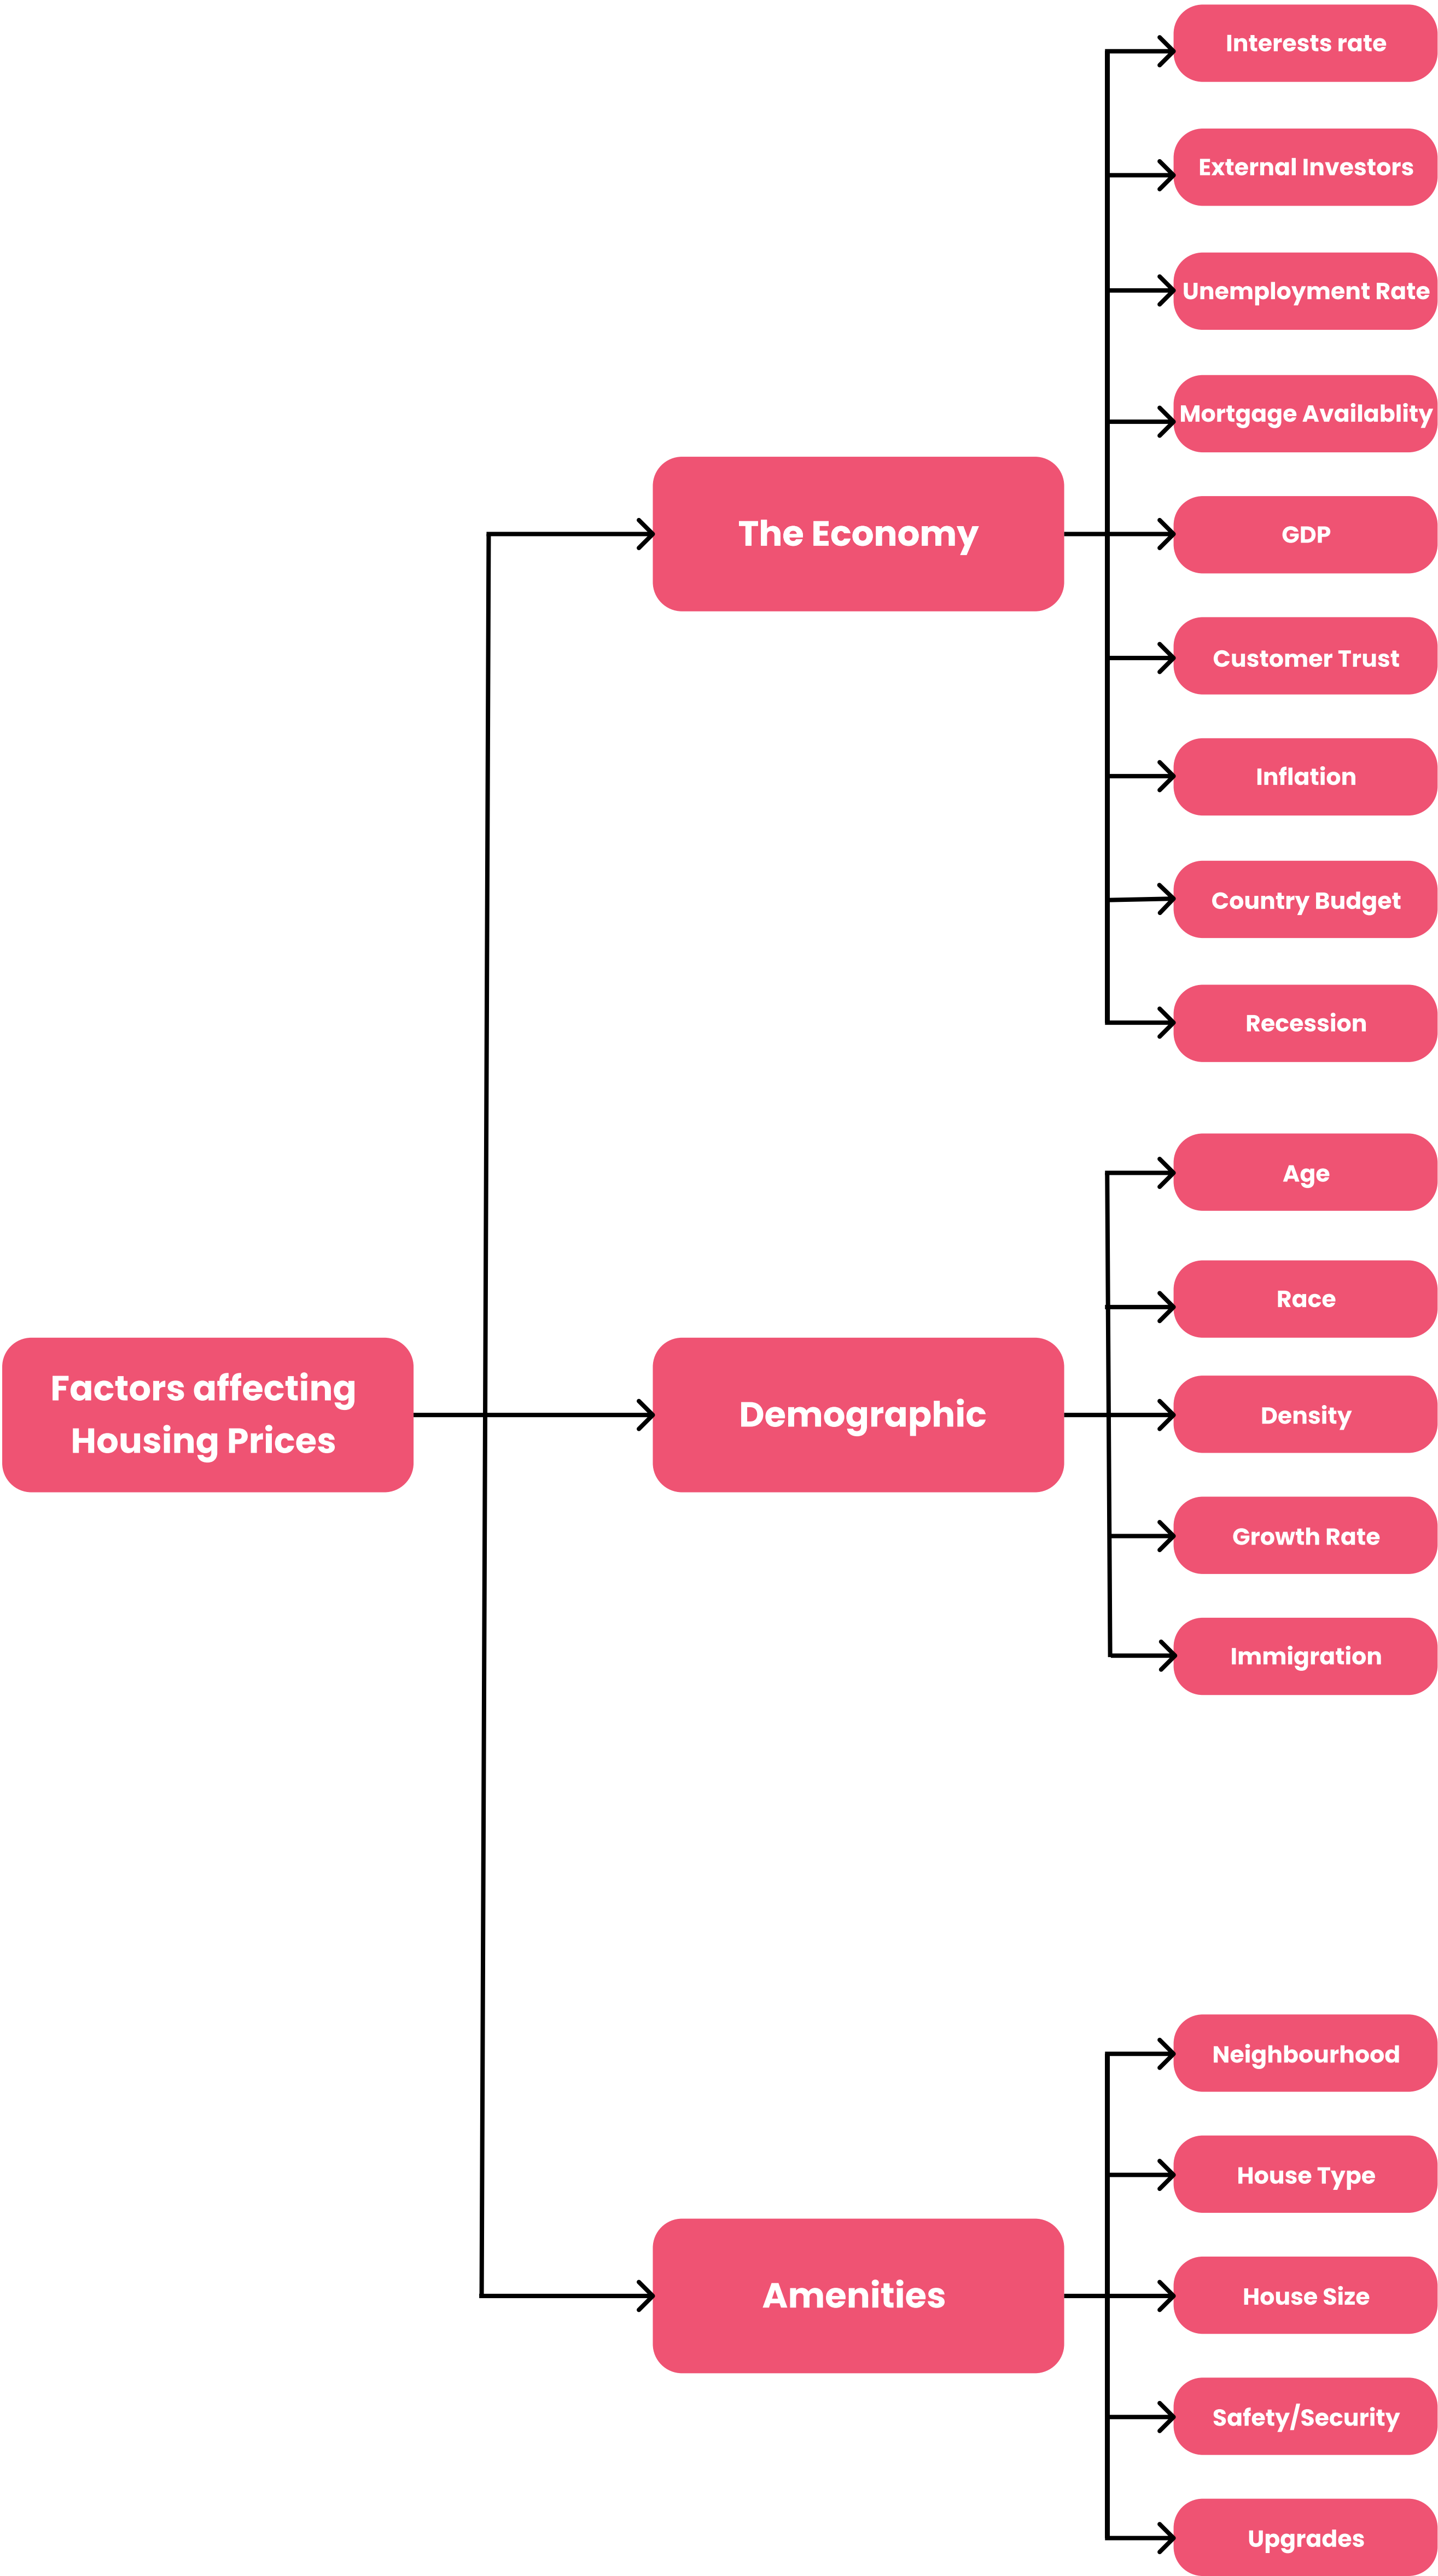 Factors affecting
Housing Prices
The Economy
Interests rate
External Investors
Unemployment Rate
Mortgage Availablity
GDP
Customer Trust
Inflation
Country Budget
Recession
Demographic
Age
Race
Density
Growth Rate
Immigration
Amenities
Neighbourhood
House Type
House Size
Safety/Security
Upgrades